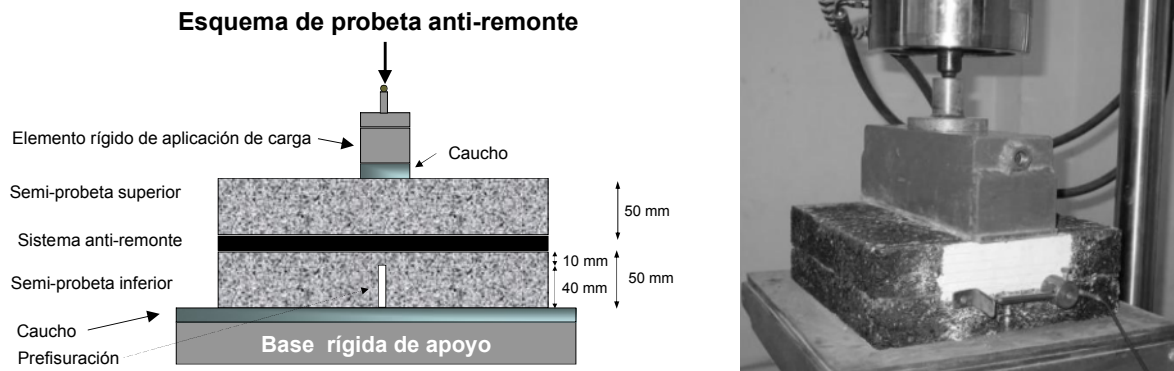 Esquema de probeta anti-remonte
Elemento rígido de aplicación de carga
Caucho
Semi-probeta superior
50 mm
Sistema anti-remonte
10 mm
50 mm
Semi-probeta inferior
40 mm
Caucho
Base rígida de apoyo
Prefisuración